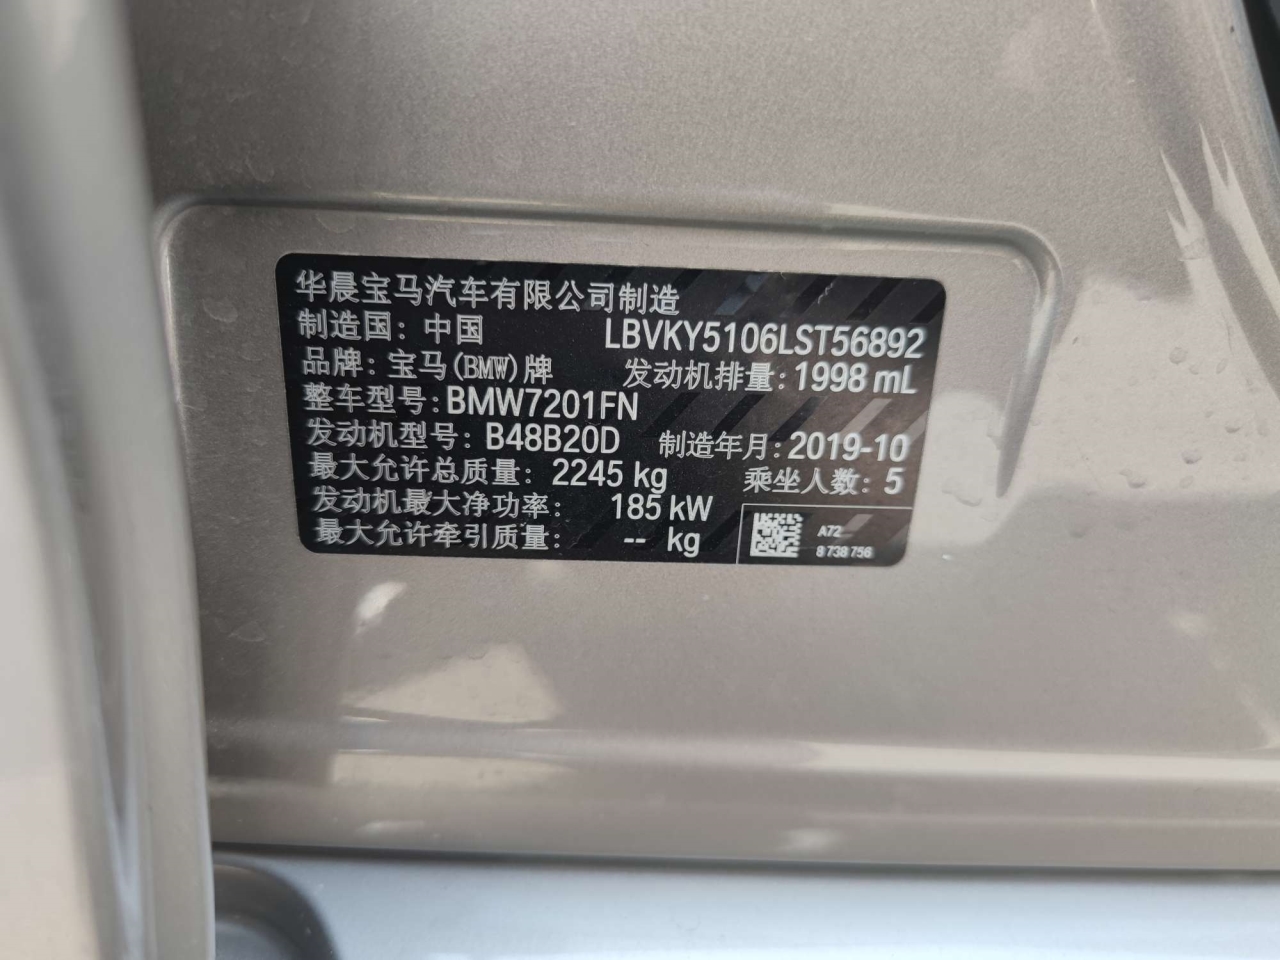 华晨宝马汽车有限公司制造
制造国: 中国 LBVKY5106LST56892
品牌: 宝马(BMW)牌 发动机排量: 1998 mL
整车型号: BMW7201FN
发动机型号: B48B20D 制造年月: 2019-10
最大允许总质量: 2245 kg 乘坐人数: 5
发动机最大净功率: 185 kW
最大允许牵引质量: -- kg
A72
8 738 756